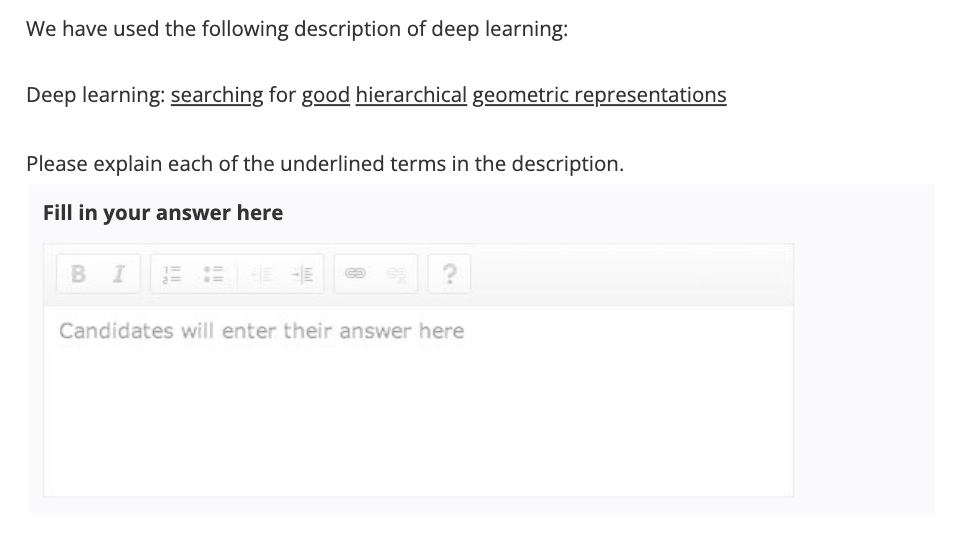 We have used the following description of deep learning:
Deep learning: searching for good hierarchical geometric representations
Please explain each of the underlined terms in the description.
Fill in your answer here
B I ?
Candidates will enter their answer here